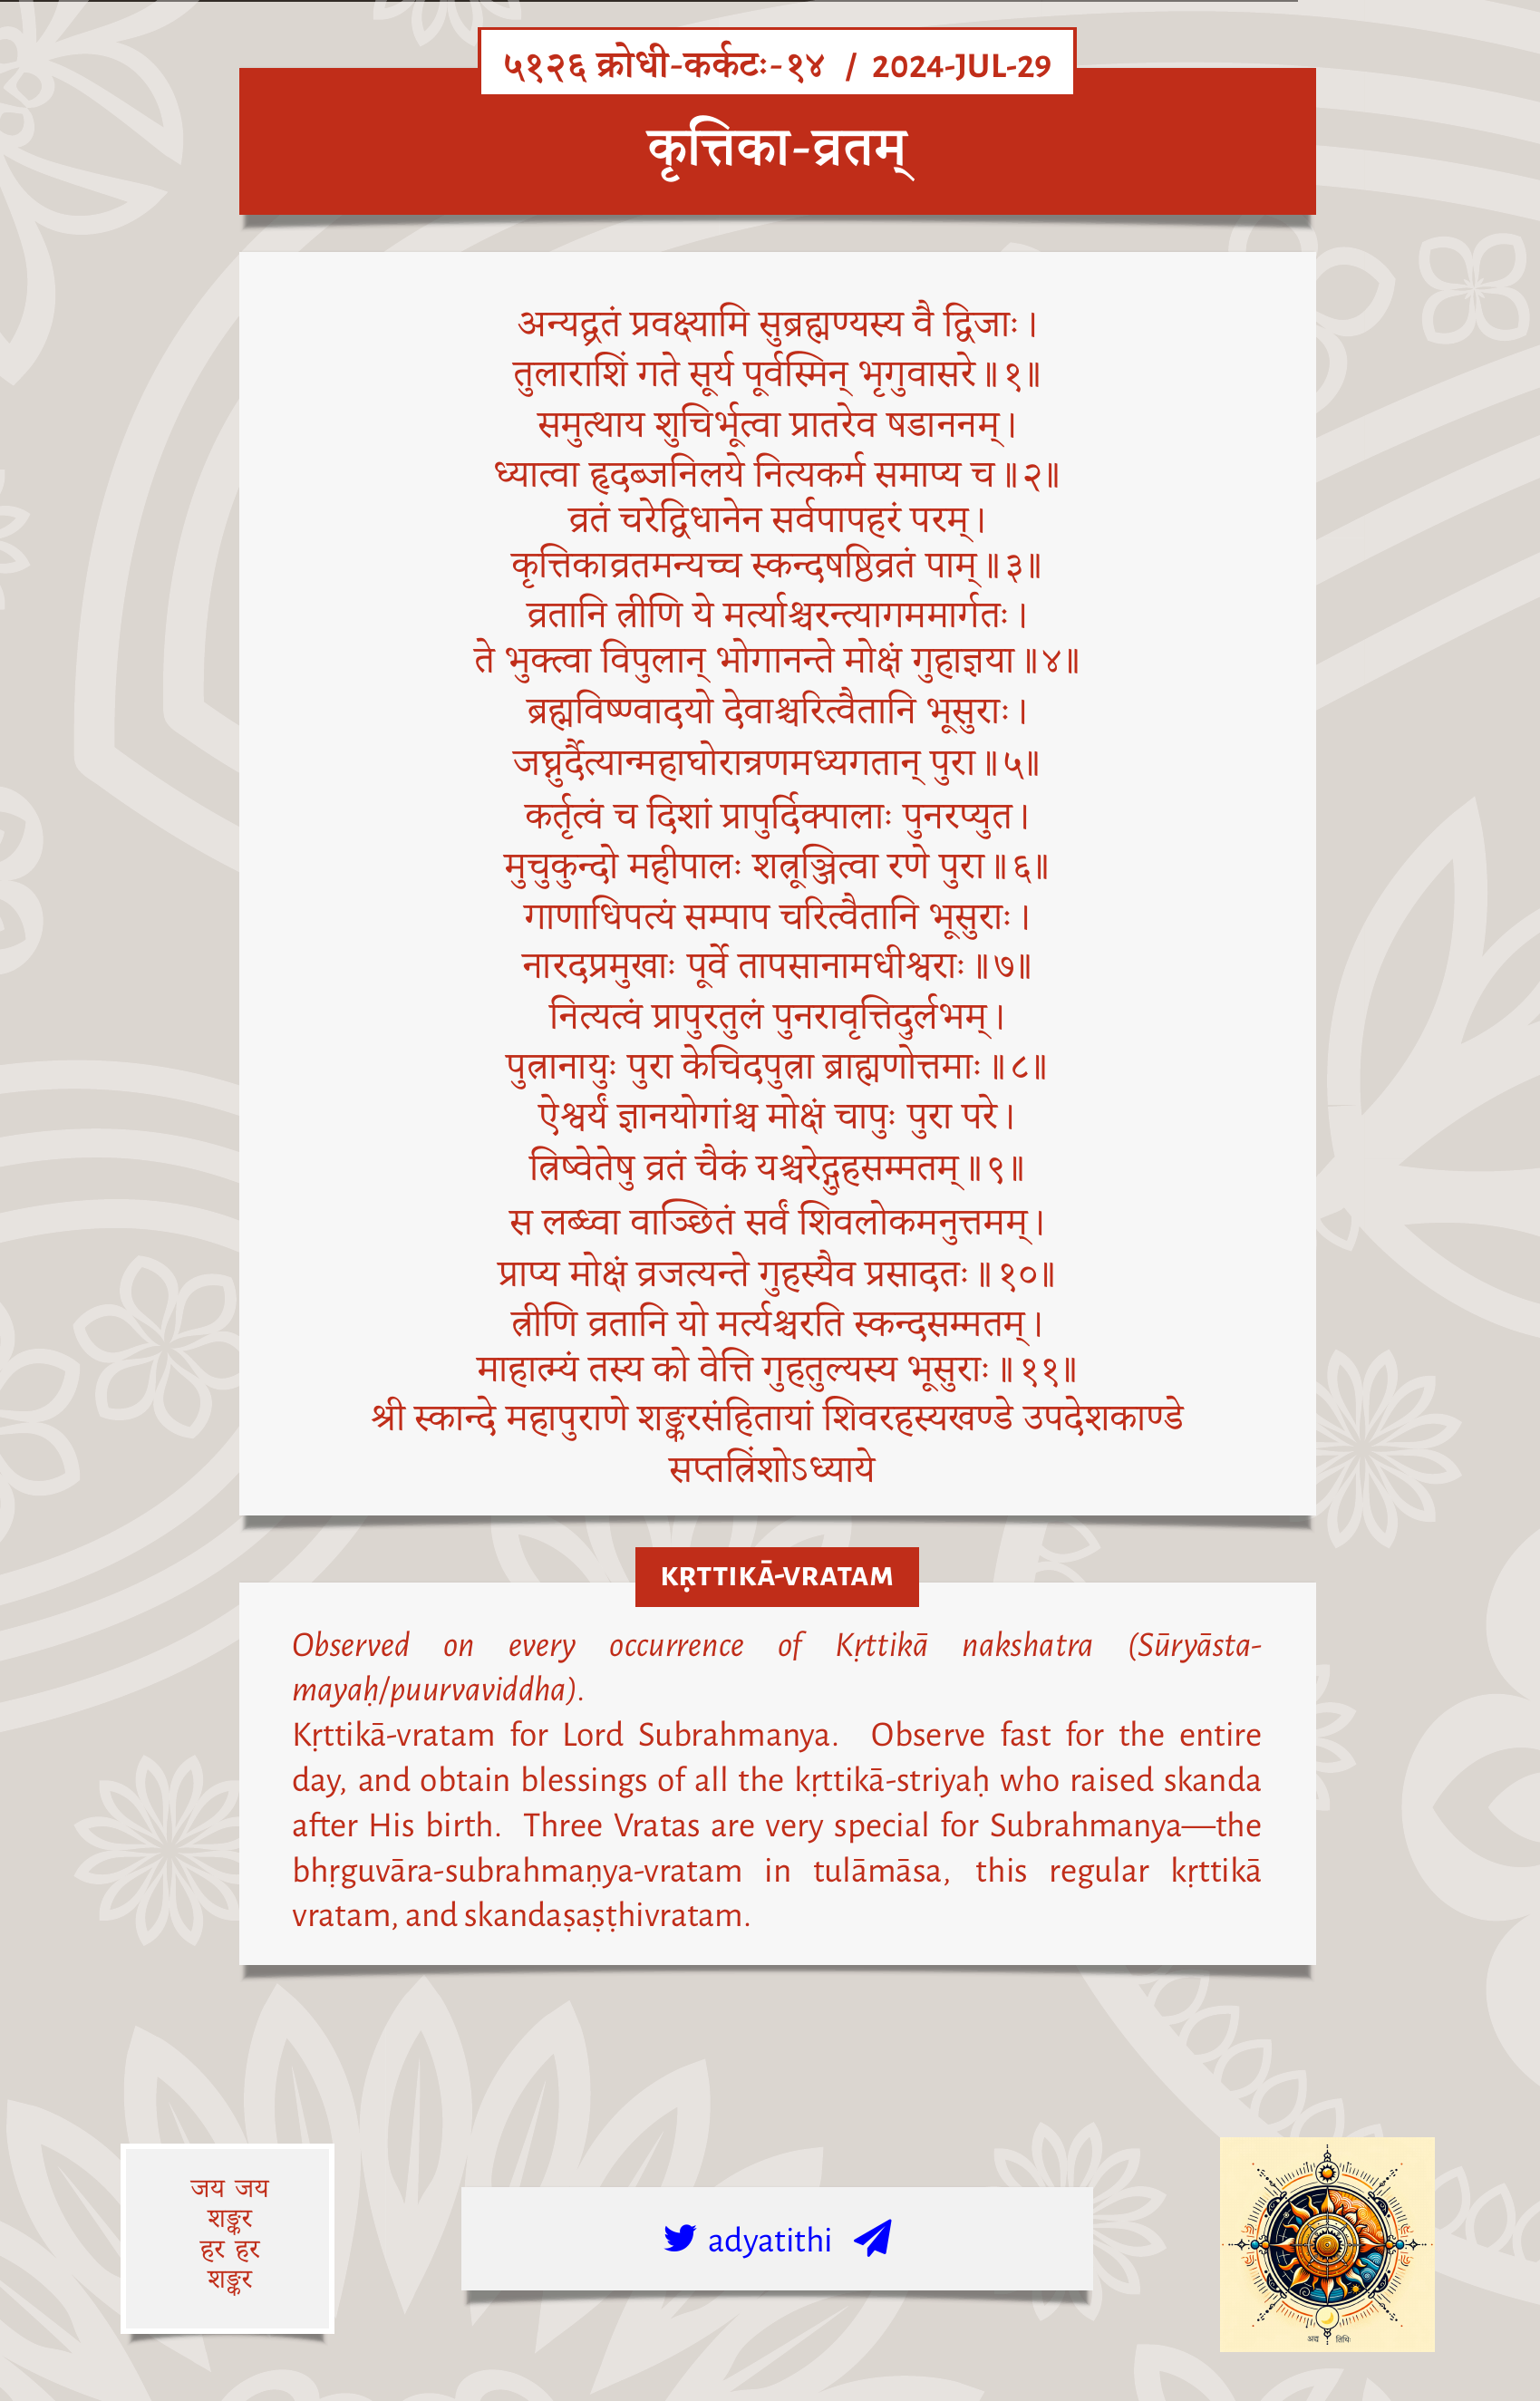 ५१२६ क्रोधी-कर्कटः-१४ / 2024-JUL-29
कृत्तिका-व्रतम्
अन्यद्व्रतं प्रवक्ष्यामि सुब्रह्मण्यस्य वै द्विजाः।
तुलाराशिं गते सूर्य पूर्वस्मिन् भृगुवासरे॥१॥
समुत्थाय शुचिर्भूत्वा प्रातरेव षडाननम्।
ध्यात्वा हृदब्जनिलये नित्यकर्म समाप्य च॥२॥
व्रतं चरेद्विधानेन सर्वपापहरं परम्।
कृत्तिकाव्रतमन्यच्च स्कन्दषष्ठिव्रतं पाम्॥३॥
व्रतानि त्रीणि ये मर्त्याश्चरन्त्यागममार्गतः।
ते भुक्त्वा विपुलान् भोगानन्ते मोक्षं गुहाज्ञया॥४॥
ब्रह्मविष्ण्वादयो देवाश्चरित्वैतानि भूसुराः।
जघ्नुर्दैत्यान्महाघोरान्रणमध्यगतान् पुरा॥५॥
कर्तृत्वं च दिशां प्रापुर्दिक्पालाः पुनरप्युत।
मुचुकुन्दो महीपालः शत्रूञ्जित्वा रणे पुरा॥६॥
गाणाधिपत्यं सम्पाप चरित्वैतानि भूसुराः।
नारदप्रमुखाः पूर्वे तापसानामधीश्वराः॥७॥
नित्यत्वं प्रापुरतुलं पुनरावृत्तिदुर्लभम्।
पुत्रानायुः पुरा केचिदपुत्रा ब्राह्मणोत्तमाः॥८॥
ऐश्वर्यं ज्ञानयोगांश्च मोक्षं चापुः पुरा परे।
त्रिष्वेतेषु व्रतं चैकं यश्चरेद्गुहसम्मतम्॥९॥
स लब्ध्वा वाञ्छितं सर्वं शिवलोकमनुत्तमम्।
प्राप्य मोक्षं व्रजत्यन्ते गुहस्यैव प्रसादतः॥१०॥
त्रीणि व्रतानि यो मर्त्यश्चरति स्कन्दसम्मतम्।
माहात्म्यं तस्य को वेत्ति गुहतुल्यस्य भूसुराः॥११॥
श्री स्कान्दे महापुराणे शङ्करसंहितायां शिवरहस्यखण्डे उपदेशकाण्डे
सप्तत्रिंशोऽध्याये
KṚTTIKĀ-VRATAM
Observed on every occurrence of Kṛttikā nakshatra (Sūryāsta-
mayaḥ/puurvaviddha).
Kṛttikā-vratam for Lord Subrahmanya. Observe fast for the entire
day, and obtain blessings of all the kṛttikā-striyaḥ who raised skanda
after His birth. Three Vratas are very special for Subrahmanya—the
bhṛguvāra-subrahmaṇya-vratam in tulāmāsa, this regular kṛttikā
vratam, and skandaṣaṣṭhivratam.
जय जय
शङ्कर
हर हर
शङ्कर
adyatithi
अद्य तिथिः